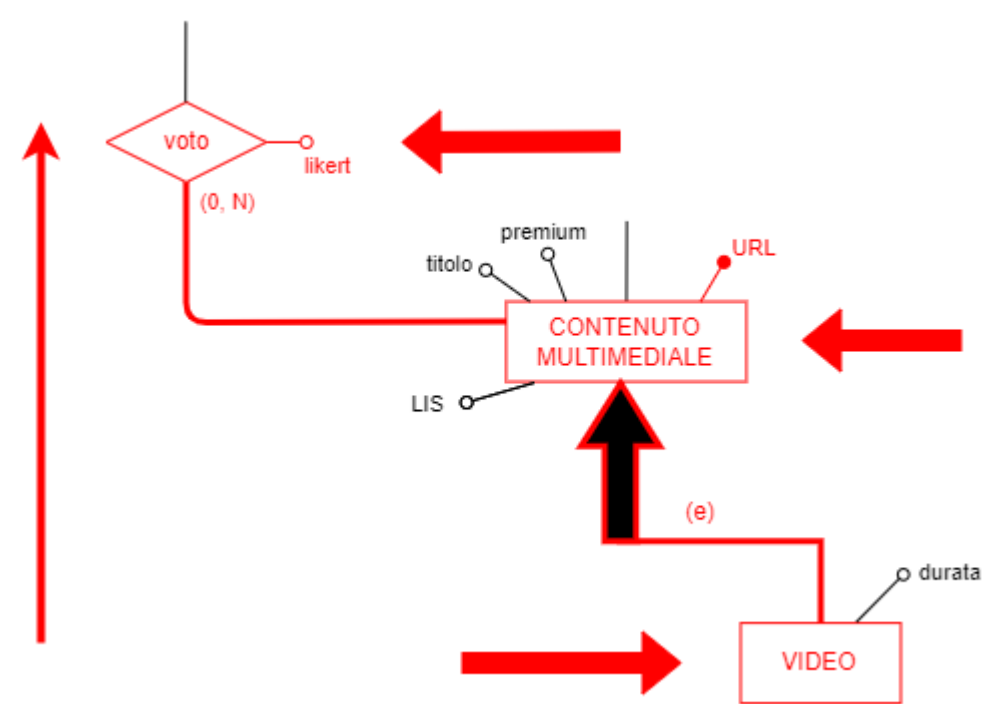 voto
likert
(0, N)
premium
URL
titolo
CONTENUTO
MULTIMEDIALE
LIS
(e)
durata
VIDEO